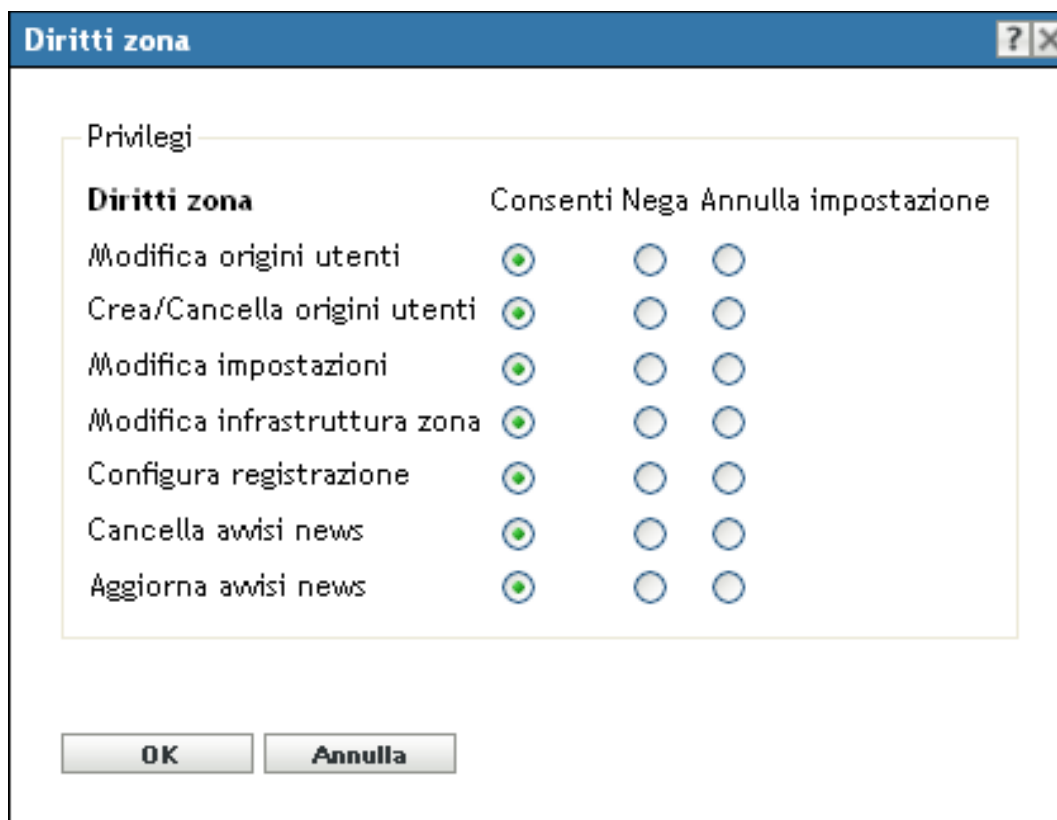 Diritti zona
?
Privilegi
Diritti zona Consenti Nega Annulla impostazione
Modifica origini utenti
Crea/Cancella origini utenti
Modifica impostazioni
Modifica infrastruttura zona
Configura registrazione
Cancella avvisi news
Aggiorna avvisi news
OK Annulla